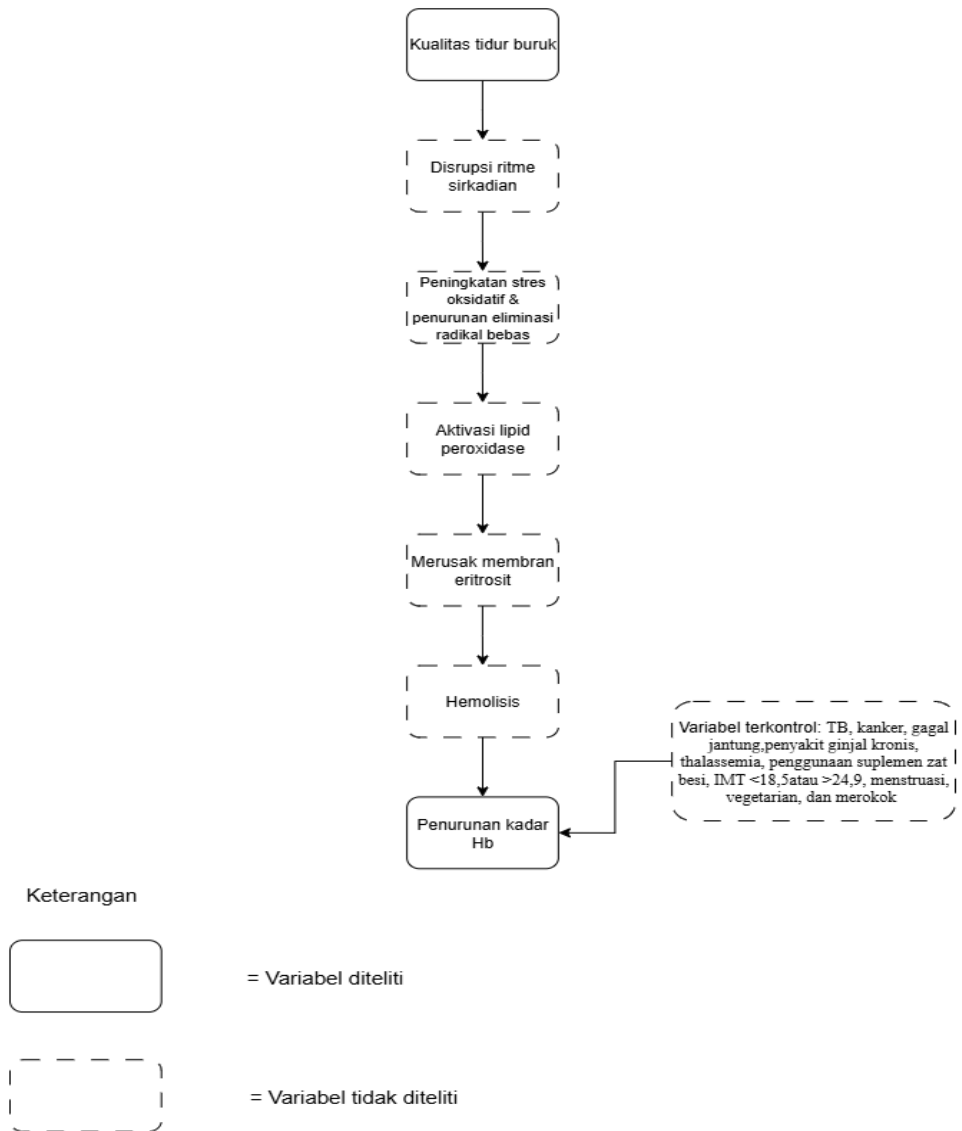 Kualitas tidur buruk
Disrupsi ritme
sirkadian
Peningkatan stres
oksidatif &
penurunan eliminasi
radikal bebas
Aktivasi lipid
peroxidase
Merusak membran
eritrosit
Hemolisis
Variabel terkontrol: TB, kanker, gagal
jantung,penyakit ginjal kronis,
thalassemia, penggunaan suplemen zat
besi, IMT <18,5atau >24,9, menstruasi,
vegetarian, dan merokok
Penurunan kadar
Hb
Keterangan
= Variabel diteliti
= Variabel tidak diteliti